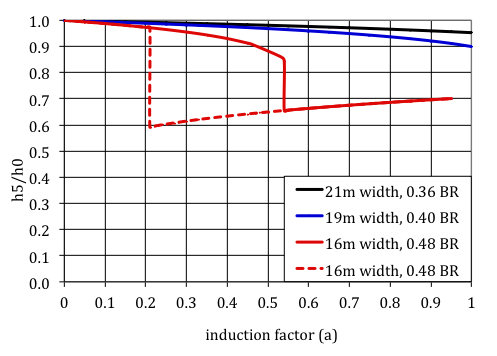 1.0
0.9
0.8
0.7
0.6
0.5
0.4
0.3
0.2
0.1
0.0
h5/h0
21m width, 0.36 BR
19m width, 0.40 BR
16m width, 0.48 BR
16m width, 0.48 BR
0 0.1 0.2 0.3 0.4 0.5 0.6 0.7 0.8 0.9 1
induction factor (a)